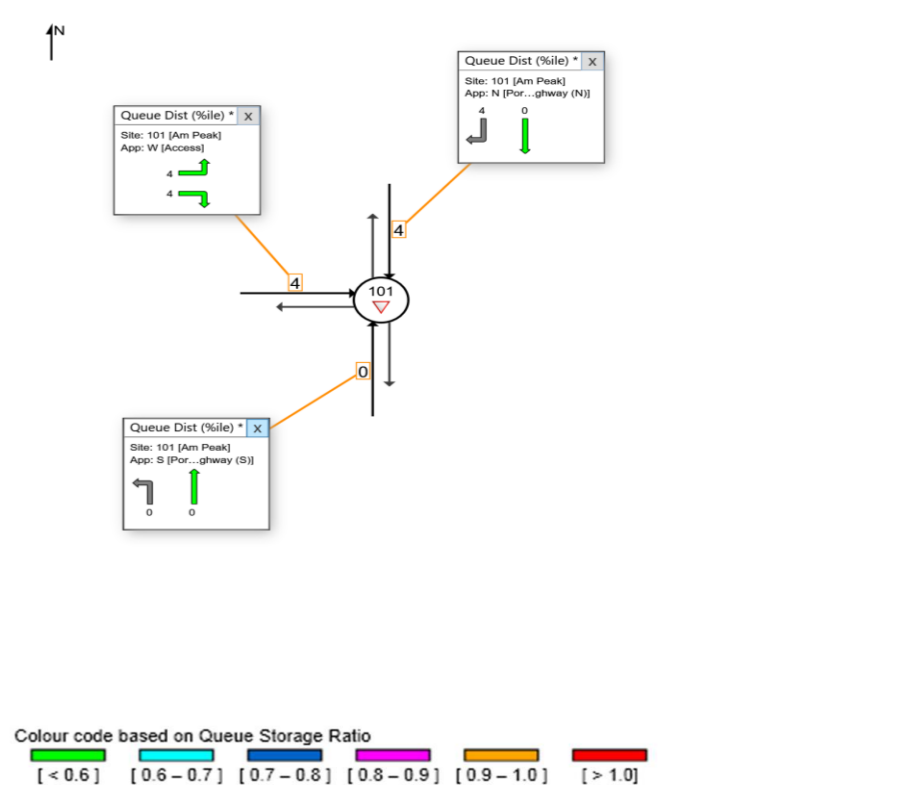 N
Queue Dist (%ile) * x
Site: 101 [Am Peak]
App: N [Por...ghway (N)]
4 0
Queue Dist (%ile) * x
Site: 101 [Am Peak]
App: W [Access]
4
4
4
4
101
0
Queue Dist (%ile) * x
Site: 101 [Am Peak]
App: S [Por...ghway (S)]
0 0
Colour code based on Queue Storage Ratio
[ < 0.6 ] [ 0.6 – 0.7 ] [ 0.7 – 0.8 ] [ 0.8 – 0.9 ] [ 0.9 – 1.0 ] [ > 1.0]